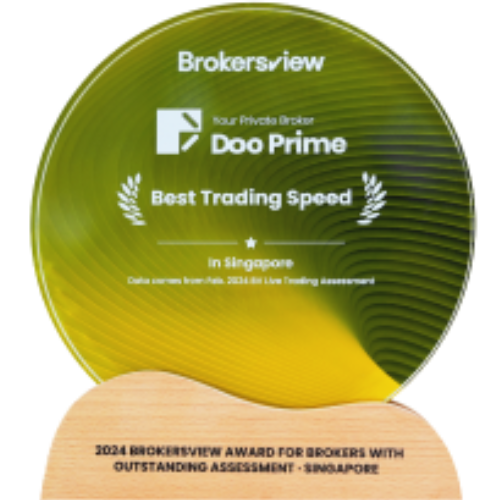 Brokersview
Your Private Broker
Doo Prime
Best Trading Speed
In Singapore
Data comes from Feb. 2024 BV Live Trading Assessment
2024 BROKERSVIEW AWARD FOR BROKERS WITH
OUTSTANDING ASSESSMENT · SINGAPORE